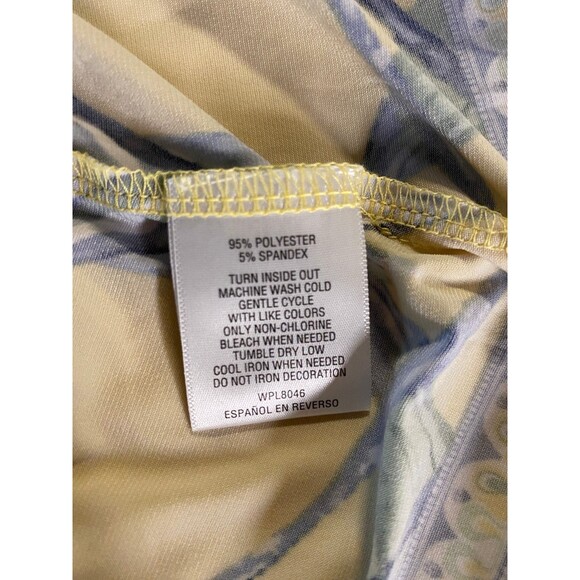 95% POLYESTER
5% SPANDEX
TURN INSIDE OUT
MACHINE WASH COLD
GENTLE CYCLE
WITH LIKE COLORS
ONLY NON-CHLORINE
BLEACH WHEN NEEDED
TUMBLE DRY LOW
COOL IRON WHEN NEEDED
DO NOT IRON DECORATION
WPL8046
ESPAÑOL EN REVERSO